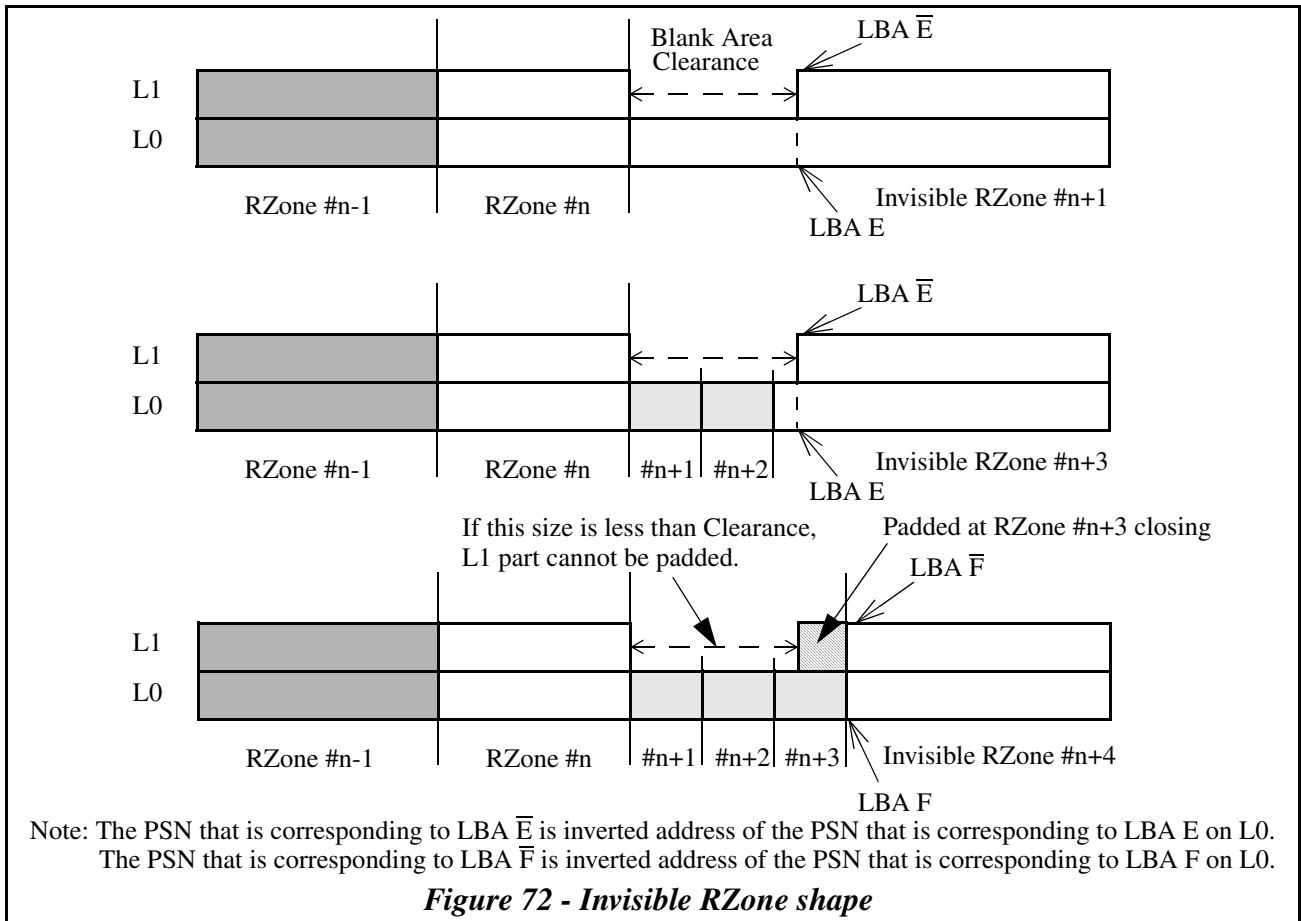 Blank Area
Clearance
LBA E̅
L1
L0
RZone #n-1
RZone #n
Invisible RZone #n+1
LBA E
LBA E̅
L1
L0
RZone #n-1
RZone #n
#n+1
#n+2
Invisible RZone #n+3
LBA E
If this size is less than Clearance,
L1 part cannot be padded.
Padded at RZone #n+3 closing
LBA F̅
L1
L0
RZone #n-1
RZone #n
#n+1
#n+2
#n+3
Invisible RZone #n+4
LBA F
Note: The PSN that is corresponding to LBA E̅ is inverted address of the PSN that is corresponding to LBA E on L0.
The PSN that is corresponding to LBA F̅ is inverted address of the PSN that is corresponding to LBA F on L0.
Figure 72 - Invisible RZone shape